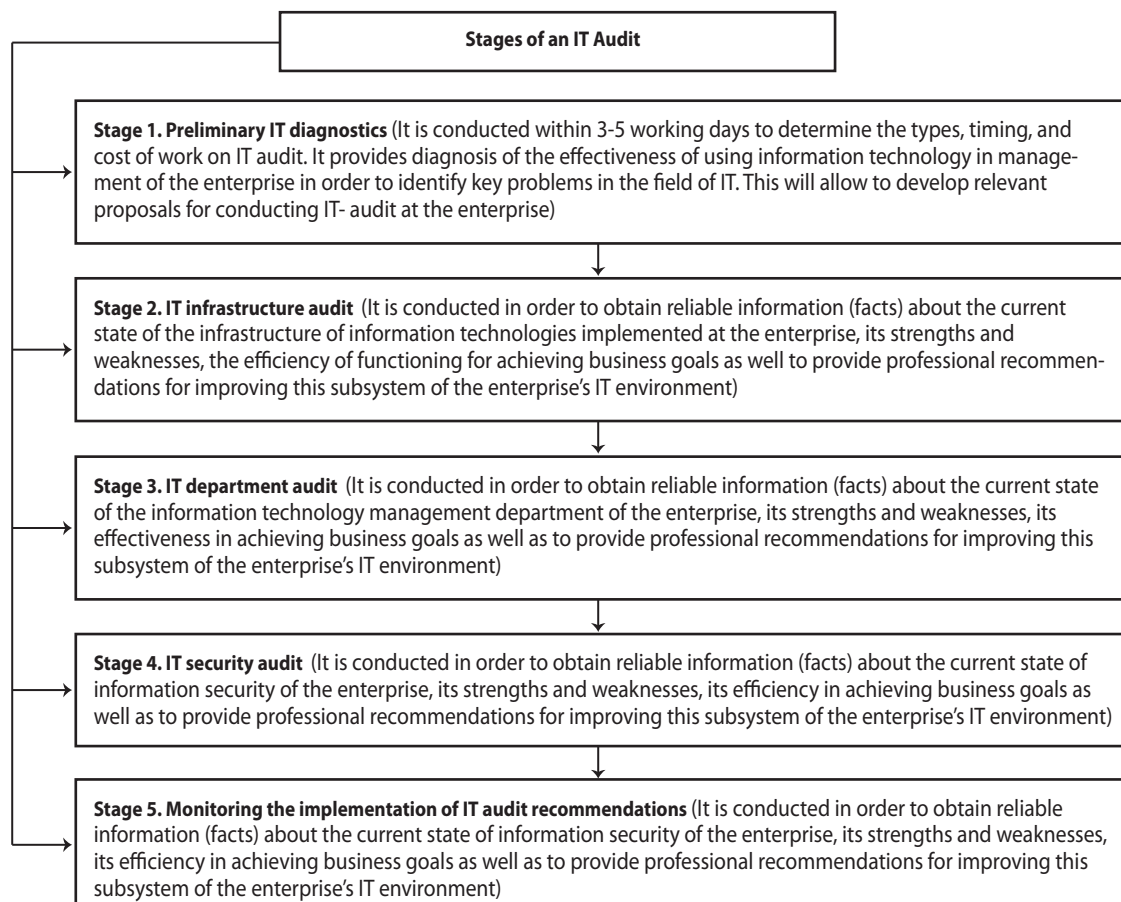 Stages of an IT Audit
Stage 1. Preliminary IT diagnostics (It is conducted within 3-5 working days to determine the types, timing, and
cost of work on IT audit. It provides diagnosis of the effectiveness of using information technology in manage-
ment of the enterprise in order to identify key problems in the field of IT. This will allow to develop relevant
proposals for conducting IT- audit at the enterprise)
Stage 2. IT infrastructure audit (It is conducted in order to obtain reliable information (facts) about the current
state of the infrastructure of information technologies implemented at the enterprise, its strengths and
weaknesses, the efficiency of functioning for achieving business goals as well to provide professional recommen-
dations for improving this subsystem of the enterprise's IT environment)
Stage 3. IT department audit (It is conducted in order to obtain reliable information (facts) about the current state
of the information technology management department of the enterprise, its strengths and weaknesses, its
effectiveness in achieving business goals as well as to provide professional recommendations for improving this
subsystem of the enterprise's IT environment)
Stage 4. IT security audit (It is conducted in order to obtain reliable information (facts) about the current state of
information security of the enterprise, its strengths and weaknesses, its efficiency in achieving business goals as
well as to provide professional recommendations for improving this subsystem of the enterprise's IT environment)
Stage 5. Monitoring the implementation of IT audit recommendations (It is conducted in order to obtain reliable
information (facts) about the current state of information security of the enterprise, its strengths and weaknesses,
its efficiency in achieving business goals as well as to provide professional recommendations for improving this
subsystem of the enterprise's IT environment)